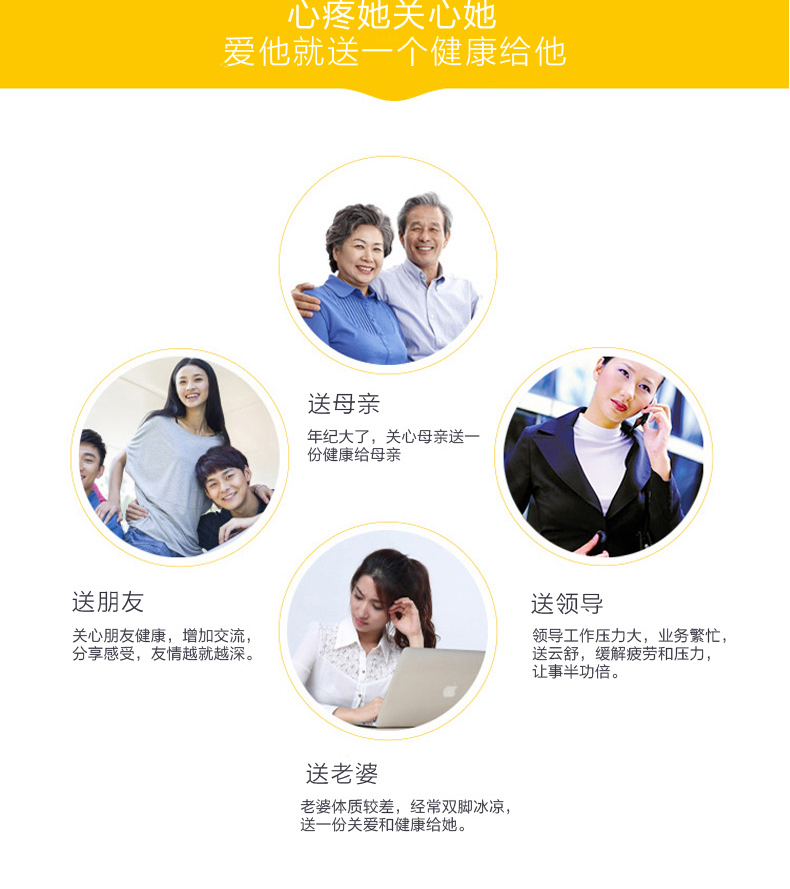 心疼她关心她
爱他就送一个健康给他
送母亲
年纪大了，关心母亲送一
份健康给母亲
送朋友
关心朋友健康，增加交流，
分享感受，友情越就越深。
送领导
领导工作压力大，业务繁忙，
送云舒，缓解疲劳和压力，
让事半功倍。
送老婆
老婆体质较差，经常双脚冰凉，
送一份关爱和健康给她。